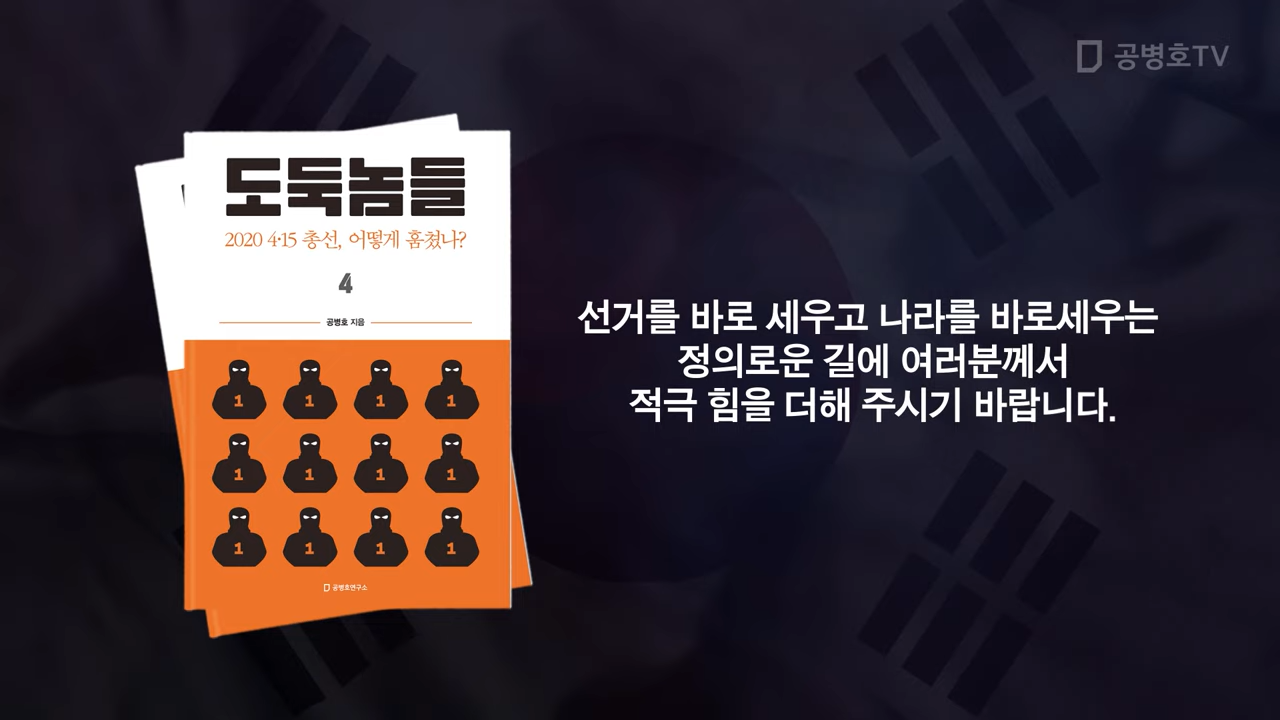 공병호TV
도둑놈들
2020 4·15 총선, 어떻게 훔쳤나?
4
공병호 지음
1 1 1 1
1 1 1 1
1 1 1 1
공병호연구소
선거를 바로 세우고 나라를 바로세우는
정의로운 길에 여러분께서
적극 힘을 더해 주시기 바랍니다.